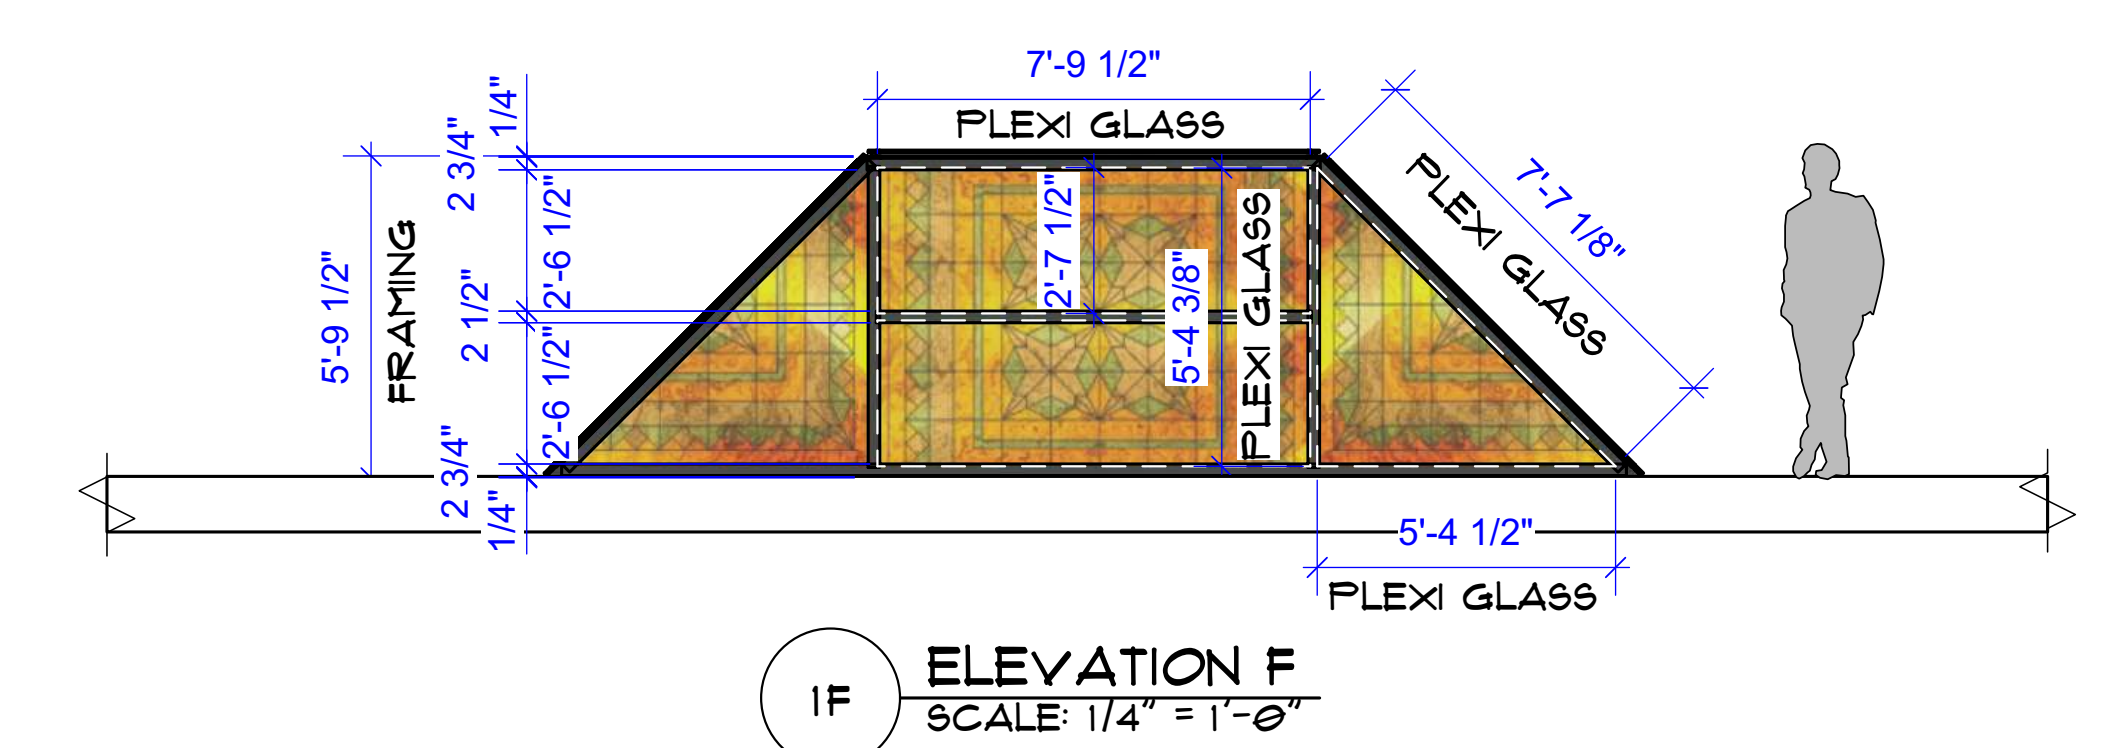 7'-9 1/2"
PLEXI GLASS
1/4"
2 3/4"
2'-6 1/2"
2 1/2"
2'-6 1/2"
2 3/4"
1/4"
5'-9 1/2"
FRAMING
2'-7 1/2"
5'-4 3/8"
PLEXI GLASS
7'-7 1/8"
PLEXI GLASS
5'-4 1/2"
PLEXI GLASS
1F
ELEVATION F
SCALE: 1/4" = 1'-0"